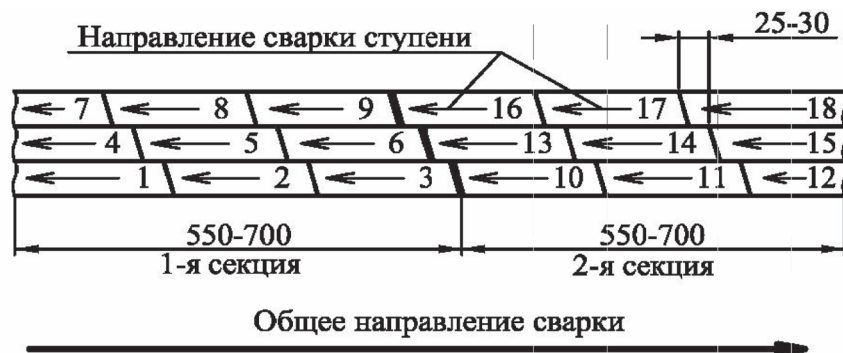 Направление сварки ступени
25-30
7 8 9 16 17 18
4 5 6 13 14 15
1 2 3 10 11 12
550-700 550-700
1-я секция 2-я секция
Общее направление сварки